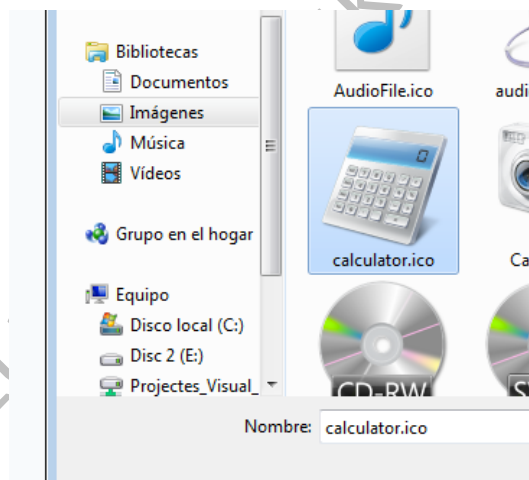 Bibliotecas
Documentos
Imágenes
Música
Vídeos
Grupo en el hogar
Equipo
Disco local (C:)
Disc 2 (E:)
Projectes_Visual_
AudioFile.ico
calculator.ico
CD-RW
Nombre: calculator.ico